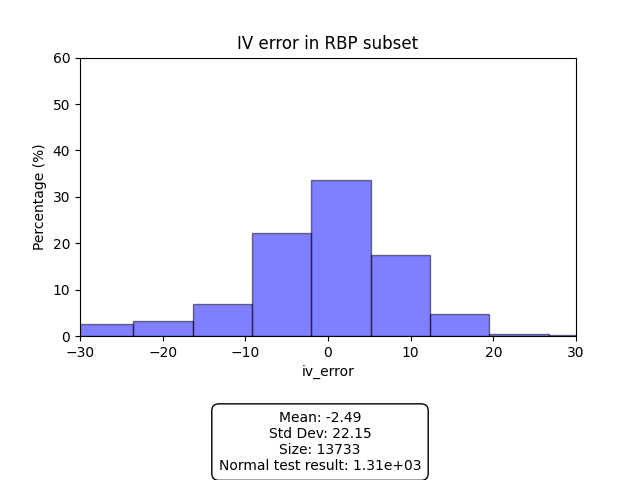 IV error in RBP subset
60
50
40
30
20
10
0
Percentage (%)
−30
−20
−10
0
10
20
30
iv_error
Mean: -2.49
Std Dev: 22.15
Size: 13733
Normal test result: 1.31e+03